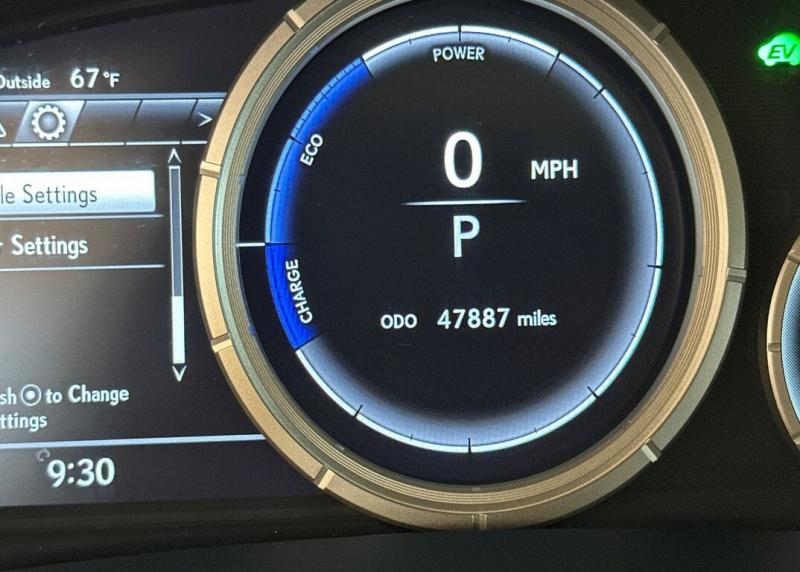 Outside 67°F
EV
POWER
ECO
0 MPH
le Settings
P
Settings
CHARGE
ODO 47887 miles
sh to Change
ttings
9:30